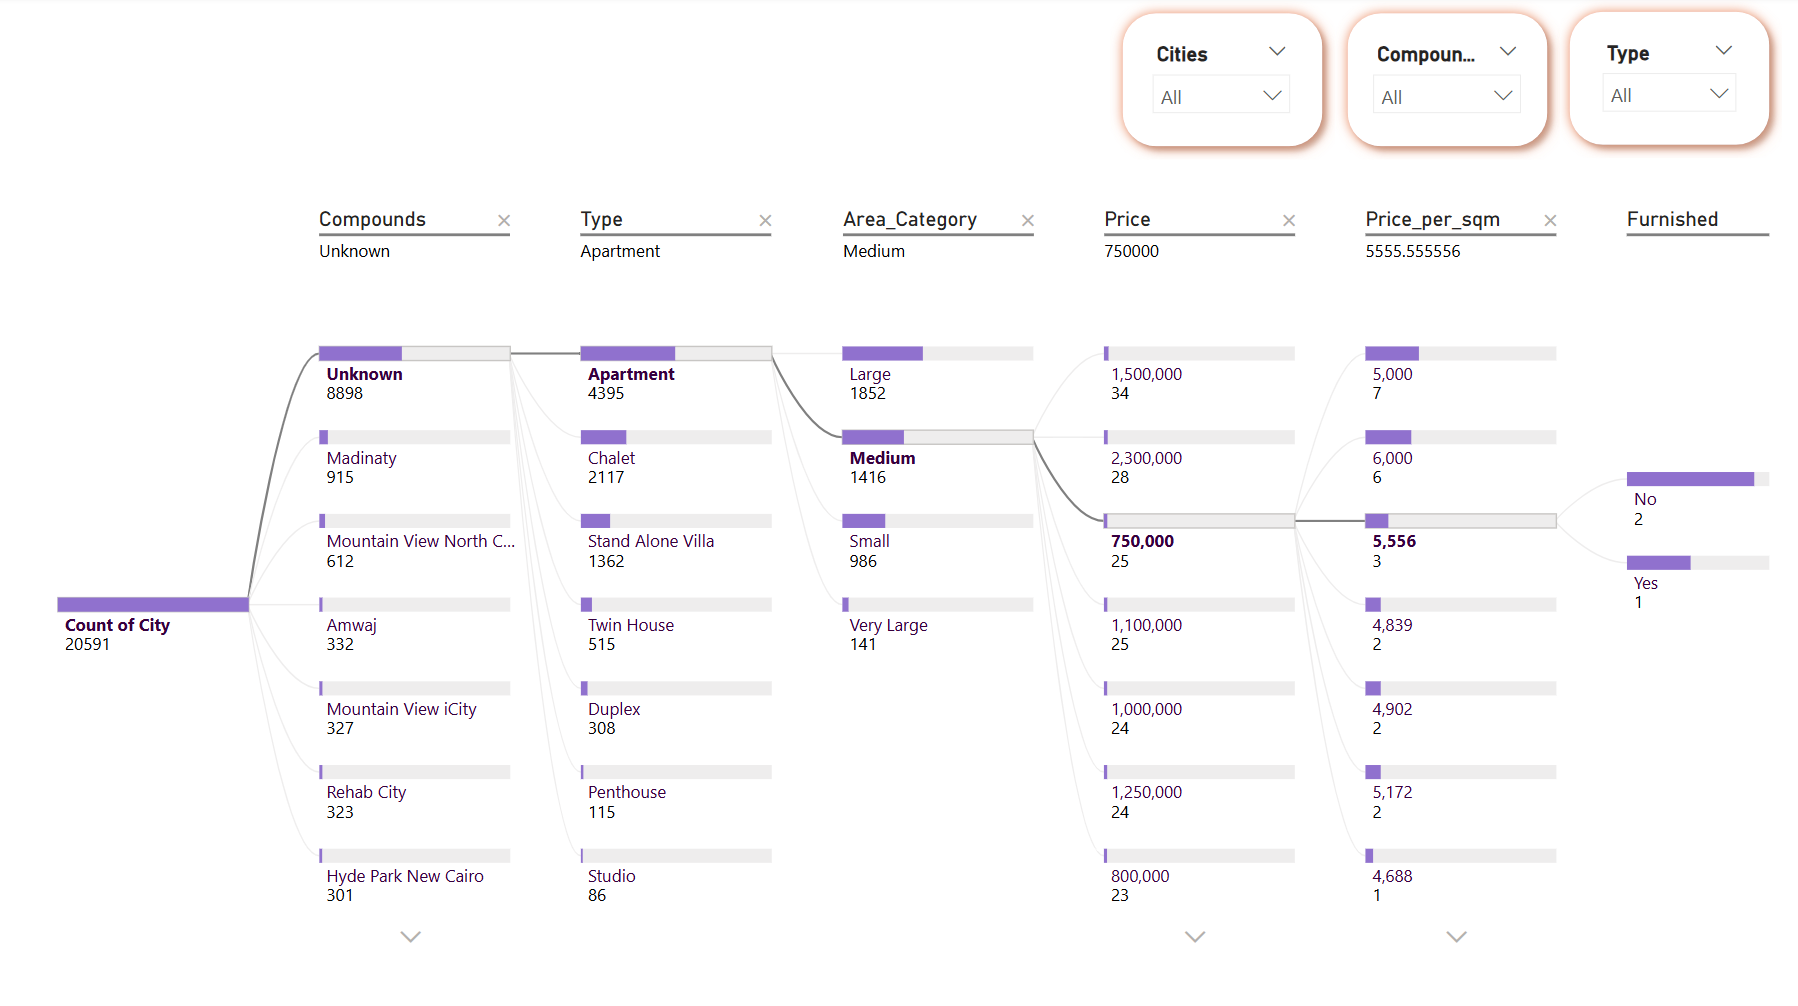 Cities
All
Compoun...
All
Type
All
Compounds
Unknown
Type
Apartment
Area_Category
Medium
Price
750000
Price_per_sqm
5555.555556
Furnished
Count of City
20591
Unknown
8898
Madinaty
915
Mountain View North C...
612
Amwaj
332
Mountain View iCity
327
Rehab City
323
Hyde Park New Cairo
301
Apartment
4395
Chalet
2117
Stand Alone Villa
1362
Twin House
515
Duplex
308
Penthouse
115
Studio
86
Large
1852
Medium
1416
Small
986
Very Large
141
1,500,000
34
2,300,000
28
750,000
25
1,100,000
25
1,000,000
24
1,250,000
24
800,000
23
5,000
7
6,000
6
5,556
3
4,839
2
4,902
2
5,172
2
4,688
1
No
2
Yes
1